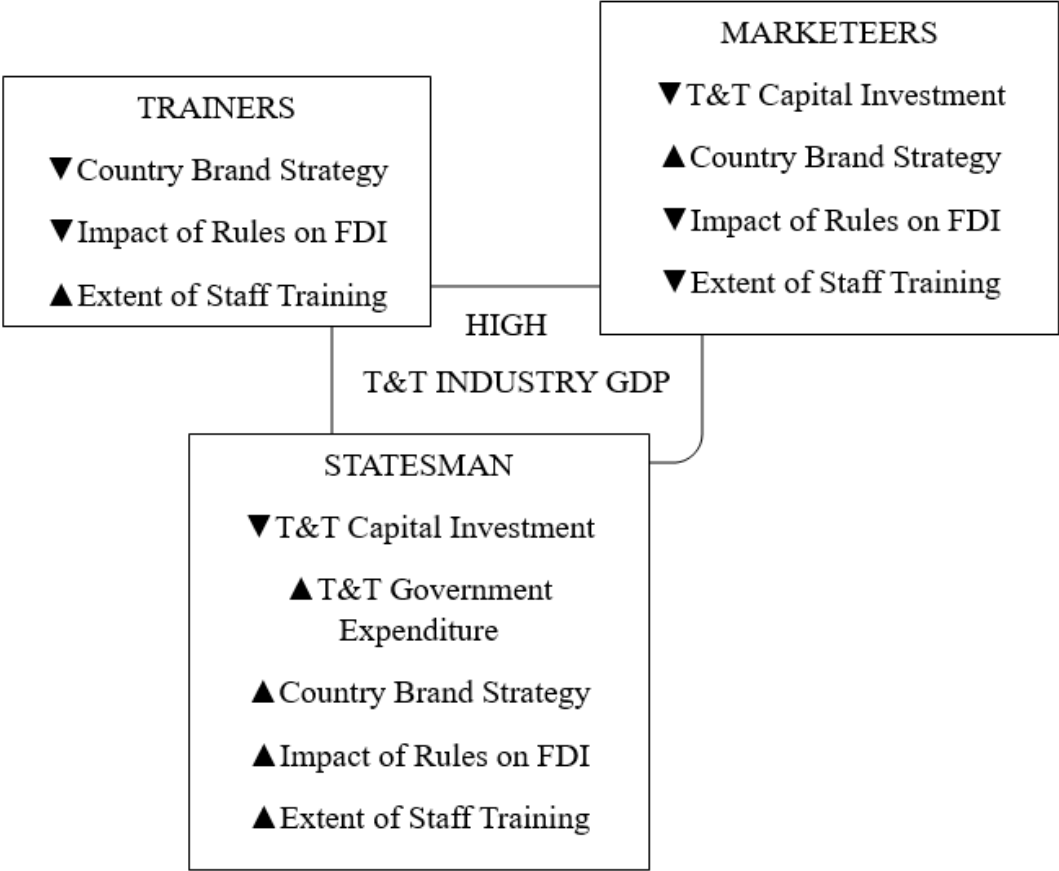 TRAINERS
▼Country Brand Strategy
▼Impact of Rules on FDI
▲Extent of Staff Training
MARKETEERS
▼T&T Capital Investment
▲Country Brand Strategy
▼Impact of Rules on FDI
▼Extent of Staff Training
HIGH
T&T INDUSTRY GDP
STATESMAN
▼T&T Capital Investment
▲T&T Government
Expenditure
▲Country Brand Strategy
▲Impact of Rules on FDI
▲Extent of Staff Training